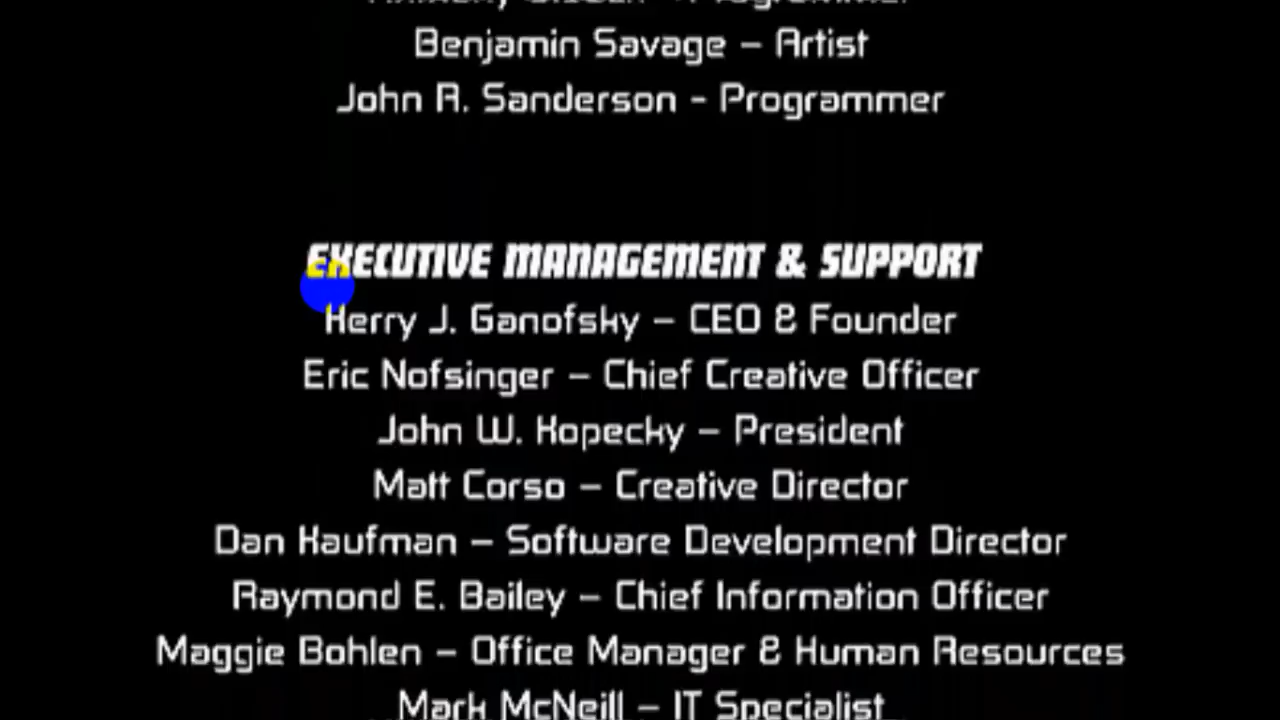 Benjamin Savage – Artist
John R. Sanderson - Programmer
EXECUTIVE MANAGEMENT & SUPPORT
Kerry J. Ganofsky – CEO & Founder
Eric Nofsinger – Chief Creative Officer
John W. Kopecky – President
Matt Corso – Creative Director
Dan Kaufman – Software Development Director
Raymond E. Bailey – Chief Information Officer
Maggie Bohlen – Office Manager & Human Resources
Mark McNeill – IT Specialist